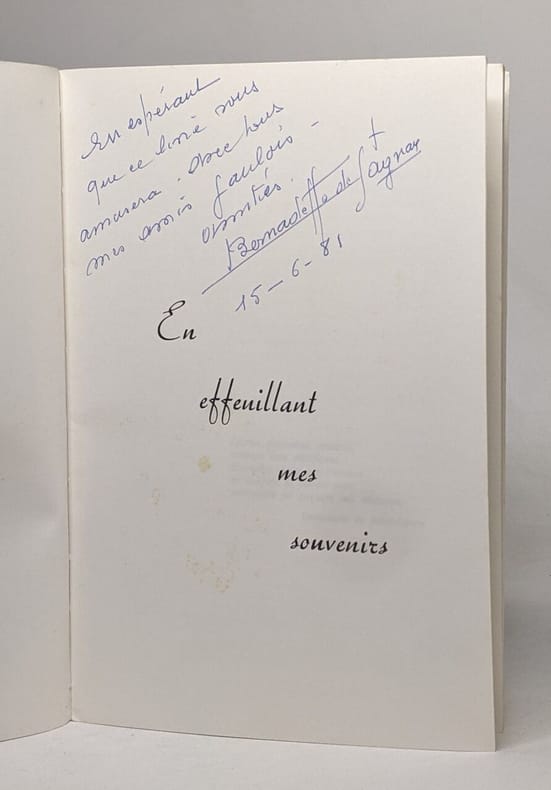 En espérant
que ce livre vous
amusera. avec tous
mes amis Gaulois -
amitiés.
Bernadette de
15 - 6 - 81
En
effeuillant
mes
souvenirs